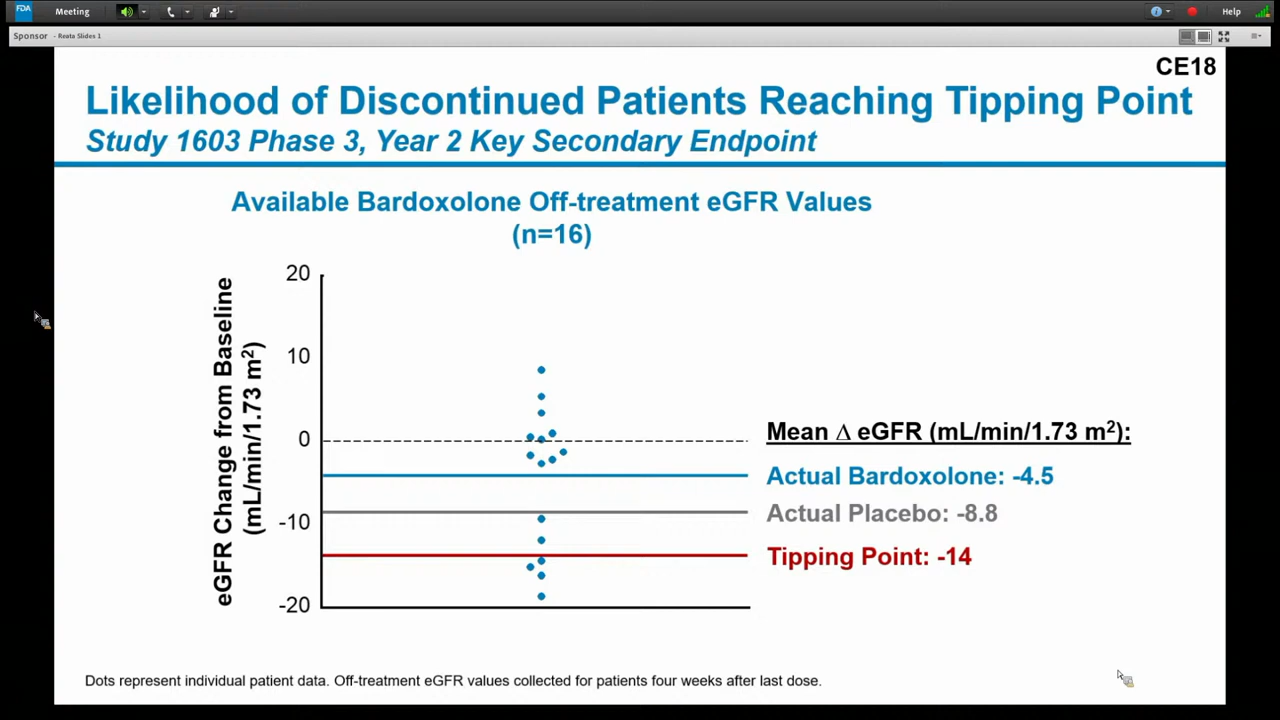 FDA
Meeting
Help
Sponsor - Reata Slides 1
CE18
Likelihood of Discontinued Patients Reaching Tipping Point
Study 1603 Phase 3, Year 2 Key Secondary Endpoint
Available Bardoxolone Off-treatment eGFR Values
(n=16)
eGFR Change from Baseline
(mL/min/1.73 m²)
20
10
0
-10
-20
Mean Δ eGFR (mL/min/1.73 m²):
Actual Bardoxolone: -4.5
Actual Placebo: -8.8
Tipping Point: -14
Dots represent individual patient data. Off-treatment eGFR values collected for patients four weeks after last dose.